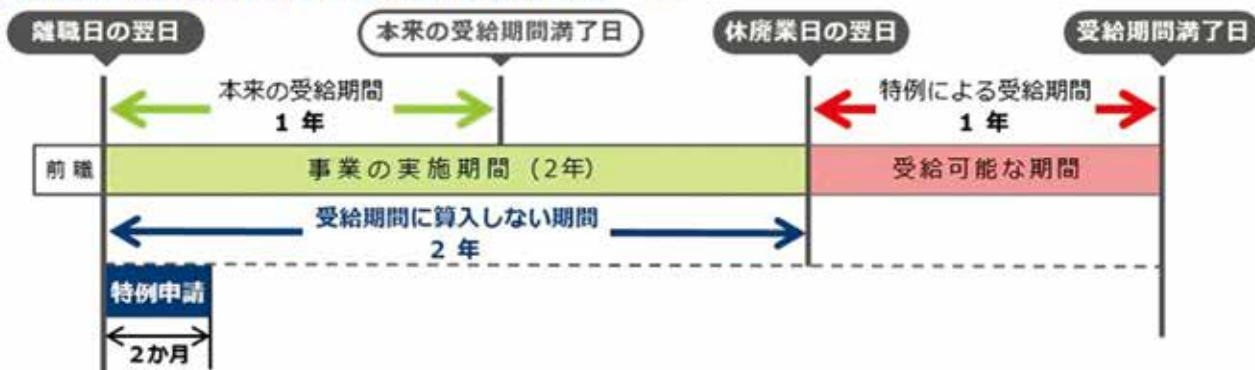 離職日の翌日
本来の受給期間満了日
休廃業日の翌日
受給期間満了日
本来の受給期間
1 年
特例による受給期間
1 年
前職
事業の実施期間 (2年)
受給可能な期間
受給期間に算入しない期間
2 年
特例申請
2か月